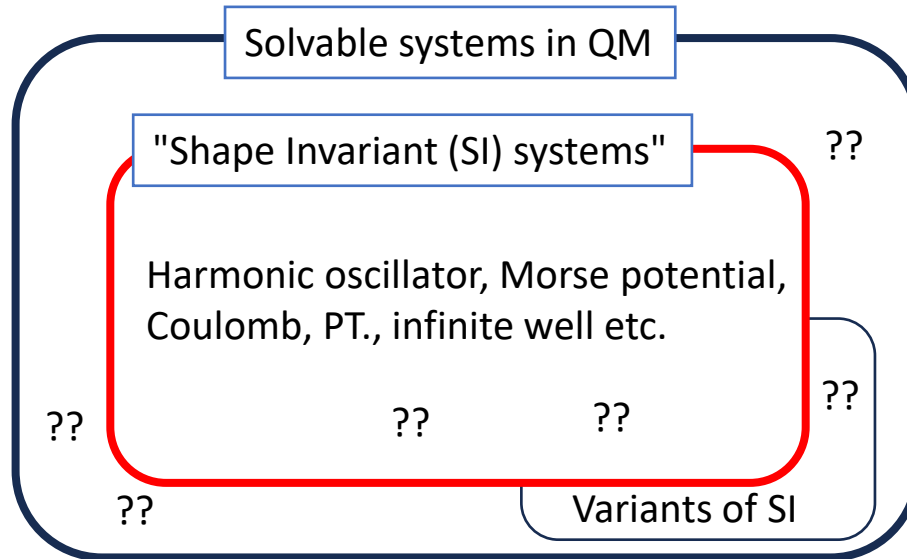 Solvable systems in QM
??
"Shape Invariant (SI) systems"
Harmonic oscillator, Morse potential,
Coulomb, PT., infinite well etc.
??
??
??
??
??
Variants of SI